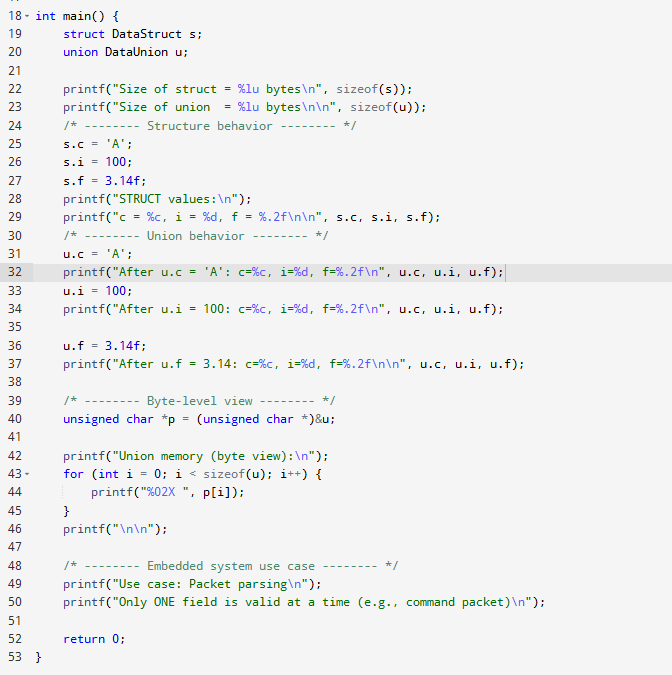 18 int main() {
19 struct DataStruct s;
20 union DataUnion u;
21
22 printf("Size of struct = %lu bytes\n", sizeof(s));
23 printf("Size of union  = %lu bytes\n\n", sizeof(u));
24 /* -------- Structure behavior -------- */
25 s.c = 'A';
26 s.i = 100;
27 s.f = 3.14f;
28 printf("STRUCT values:\n");
29 printf("c = %c, i = %d, f = %.2f\n\n", s.c, s.i, s.f);
30 /* -------- Union behavior -------- */
31 u.c = 'A';
32 printf("After u.c = 'A': c=%c, i=%d, f=%.2f\n", u.c, u.i, u.f);
33 u.i = 100;
34 printf("After u.i = 100: c=%c, i=%d, f=%.2f\n", u.c, u.i, u.f);
35
36 u.f = 3.14f;
37 printf("After u.f = 3.14: c=%c, i=%d, f=%.2f\n\n", u.c, u.i, u.f);
38
39 /* -------- Byte-level view -------- */
40 unsigned char *p = (unsigned char *)&u;
41
42 printf("Union memory (byte view):\n");
43 for (int i = 0; i < sizeof(u); i++) {
44 printf("%02X ", p[i]);
45 }
46 printf("\n\n");
47
48 /* -------- Embedded system use case -------- */
49 printf("Use case: Packet parsing\n");
50 printf("Only ONE field is valid at a time (e.g., command packet)\n");
51
52 return 0;
53 }